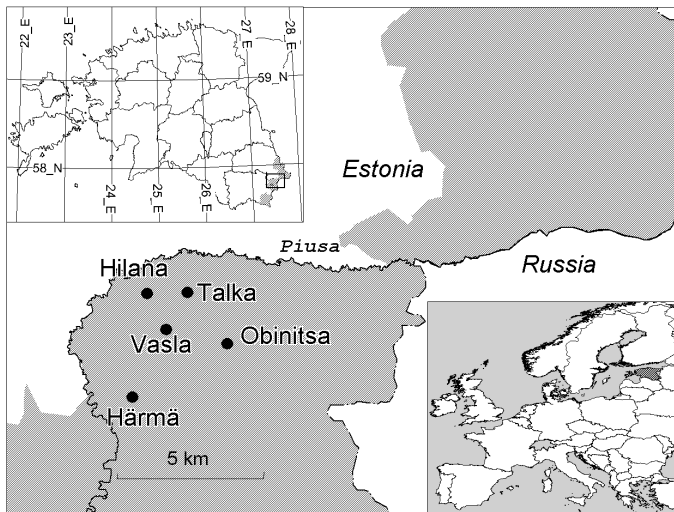 22_E
23_E
27_E
28_E
59_N
58_N
24_E
25_E
26_E
Estonia
Piusa
Russia
Hilana
Talka
Vasla
Obinitsa
Härmä
5 km